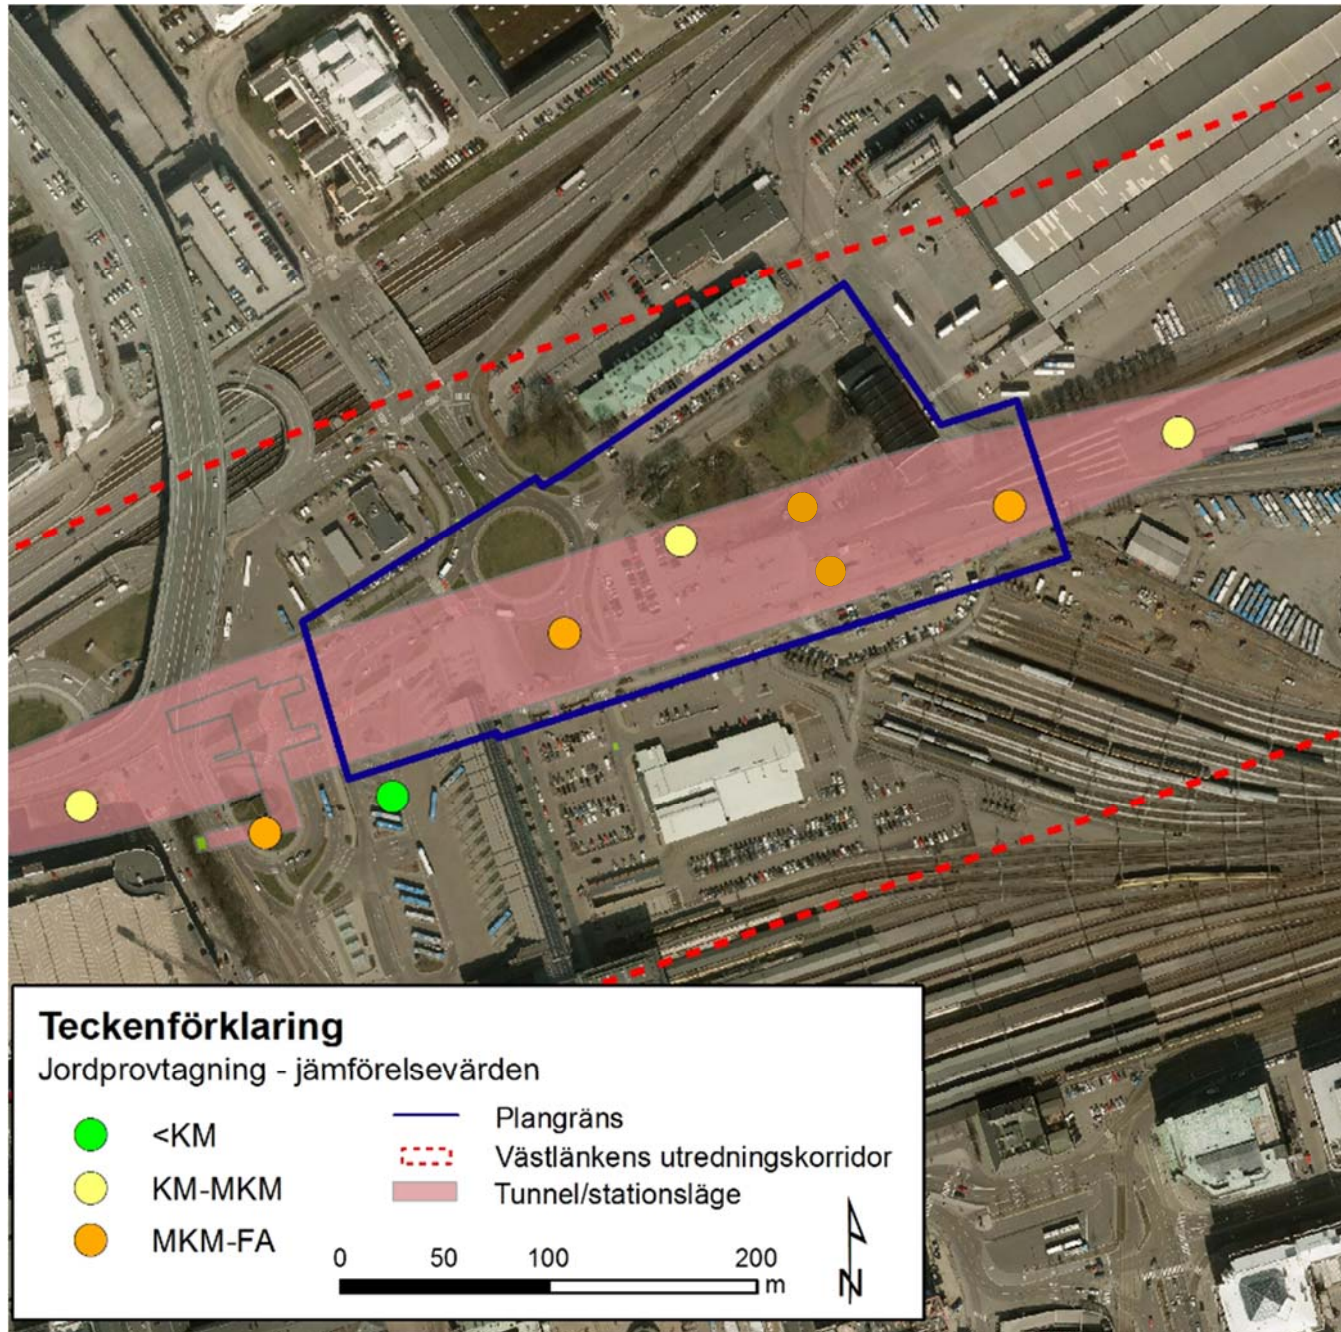 Teckenförklaring
Jordprovtagning - jämförelsevärden
<KM
KM-MKM
MKM-FA
Plangräns
Västlänkens utredningskorridor
Tunnel/stationsläge
0 50 100 200
m
N